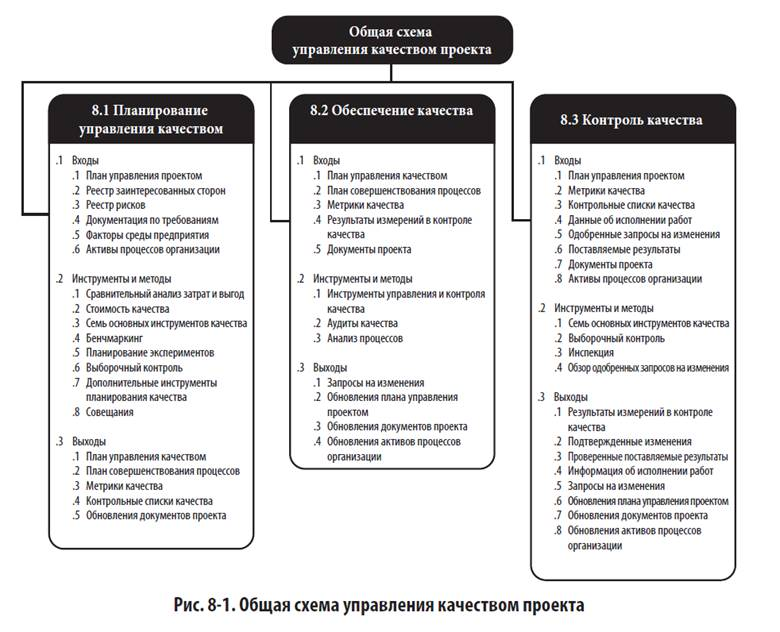 Общая схема
управления качеством проекта
8.1 Планирование
управления качеством
.1 Входы
.1 План управления проектом
.2 Реестр заинтересованных сторон
.3 Реестр рисков
.4 Документация по требованиям
.5 Факторы среды предприятия
.6 Активы процессов организации
.2 Инструменты и методы
.1 Сравнительный анализ затрат и выгод
.2 Стоимость качества
.3 Семь основных инструментов качества
.4 Бенчмаркинг
.5 Планирование экспериментов
.6 Выборочный контроль
.7 Дополнительные инструменты
планирования качества
.8 Совещания
.3 Выходы
.1 План управления качеством
.2 План совершенствования процессов
.3 Метрики качества
.4 Контрольные списки качества
.5 Обновления документов проекта
8.2 Обеспечение качества
.1 Входы
.1 План управления качеством
.2 План совершенствования процессов
.3 Метрики качества
.4 Результаты измерений в контроле
качества
.5 Документы проекта
.2 Инструменты и методы
.1 Инструменты управления и контроля
качества
.2 Аудиты качества
.3 Анализ процессов
.3 Выходы
.1 Запросы на изменения
.2 Обновления плана управления
проектом
.3 Обновления документов проекта
.4 Обновления активов процессов
организации
8.3 Контроль качества
.1 Входы
.1 План управления проектом
.2 Метрики качества
.3 Контрольные списки качества
.4 Данные об исполнении работ
.5 Одобренные запросы на изменения
.6 Поставляемые результаты
.7 Документы проекта
.8 Активы процессов организации
.2 Инструменты и методы
.1 Семь основных инструментов качества
.2 Выборочный контроль
.3 Инспекция
.4 Обзор одобренных запросов на изменения
.3 Выходы
.1 Результаты измерений в контроле
качества
.2 Подтвержденные изменения
.3 Проверенные поставляемые результаты
.4 Информация об исполнении работ
.5 Запросы на изменения
.6 Обновления плана управления проектом
.7 Обновления документов проекта
.8 Обновления активов процессов
организации
Рис. 8-1. Общая схема управления качеством проекта